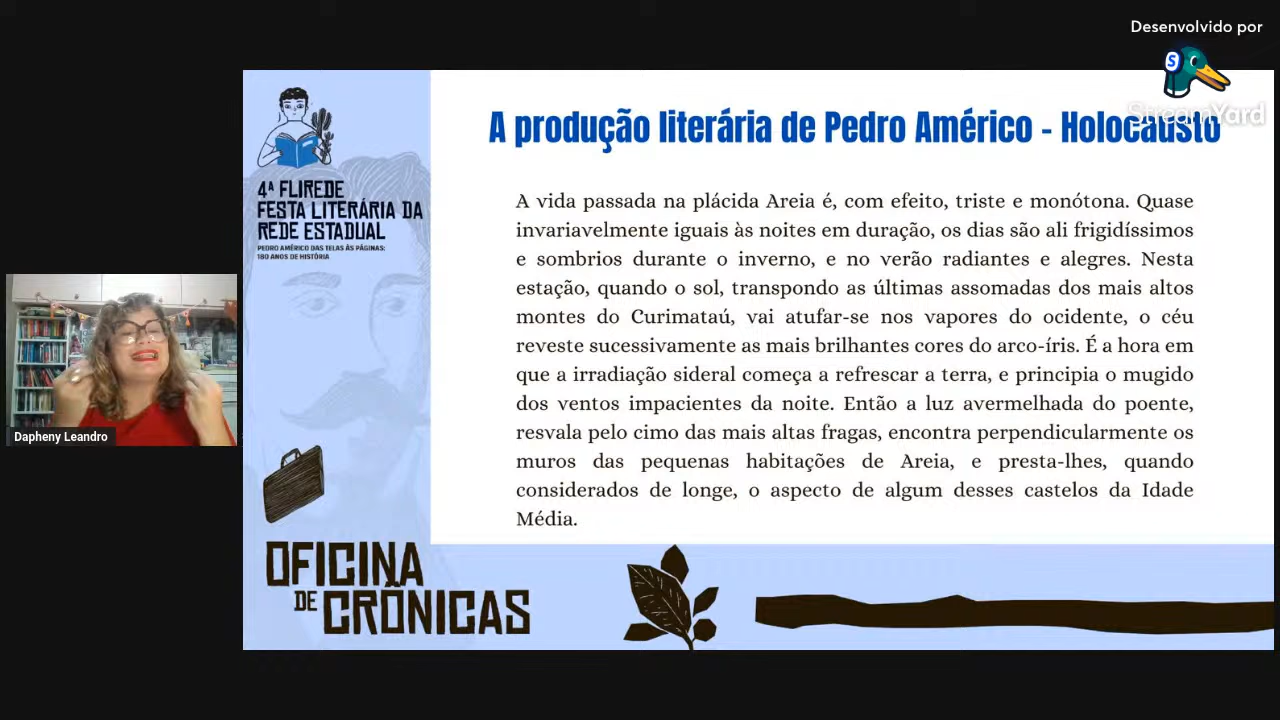 Desenvolvido por
StreamYard
4ª FLIREDE
FESTA LITERÁRIA DA
REDE ESTADUAL
PEDRO AMÉRICO DAS TELAS ÀS PÁGINAS:
180 ANOS DE HISTÓRIA
A produção literária de Pedro Américo - Holocausto
A vida passada na plácida Areia é, com efeito, triste e monótona. Quase
invariavelmente iguais às noites em duração, os dias são ali frigidíssimos
e sombrios durante o inverno, e no verão radiantes e alegres. Nesta
estação, quando o sol, transpondo as últimas assomadas dos mais altos
montes do Curimataú, vai atufar-se nos vapores do ocidente, o céu
reveste sucessivamente as mais brilhantes cores do arco-íris. É a hora em
que a irradiação sideral começa a refrescar a terra, e principia o mugido
dos ventos impacientes da noite. Então a luz avermelhada do poente,
resvala pelo cimo das mais altas fragas, encontra perpendicularmente os
muros das pequenas habitações de Areia, e presta-lhes, quando
considerados de longe, o aspecto de algum desses castelos da Idade
Média.
Dapheny Leandro
OFICINA
DE CRÔNICAS